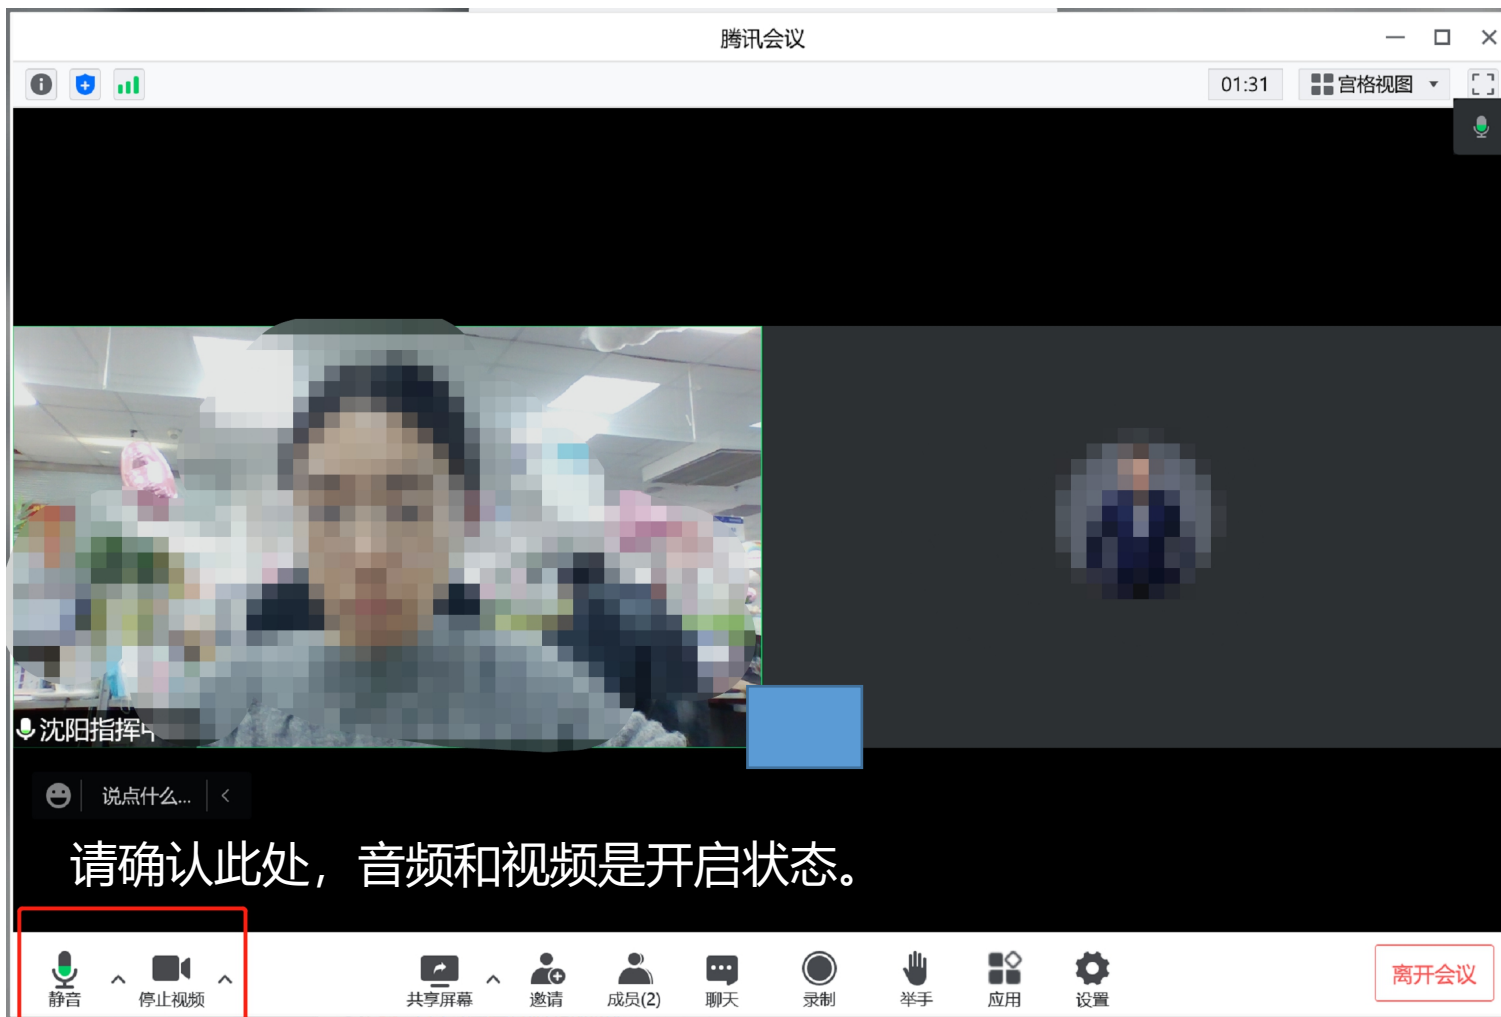 腾讯会议
01:31
宫格视图
沈阳指挥
说点什么...
请确认此处，音频和视频是开启状态。
静音
停止视频
共享屏幕
邀请
成员(2)
聊天
录制
举手
应用
设置
离开会议